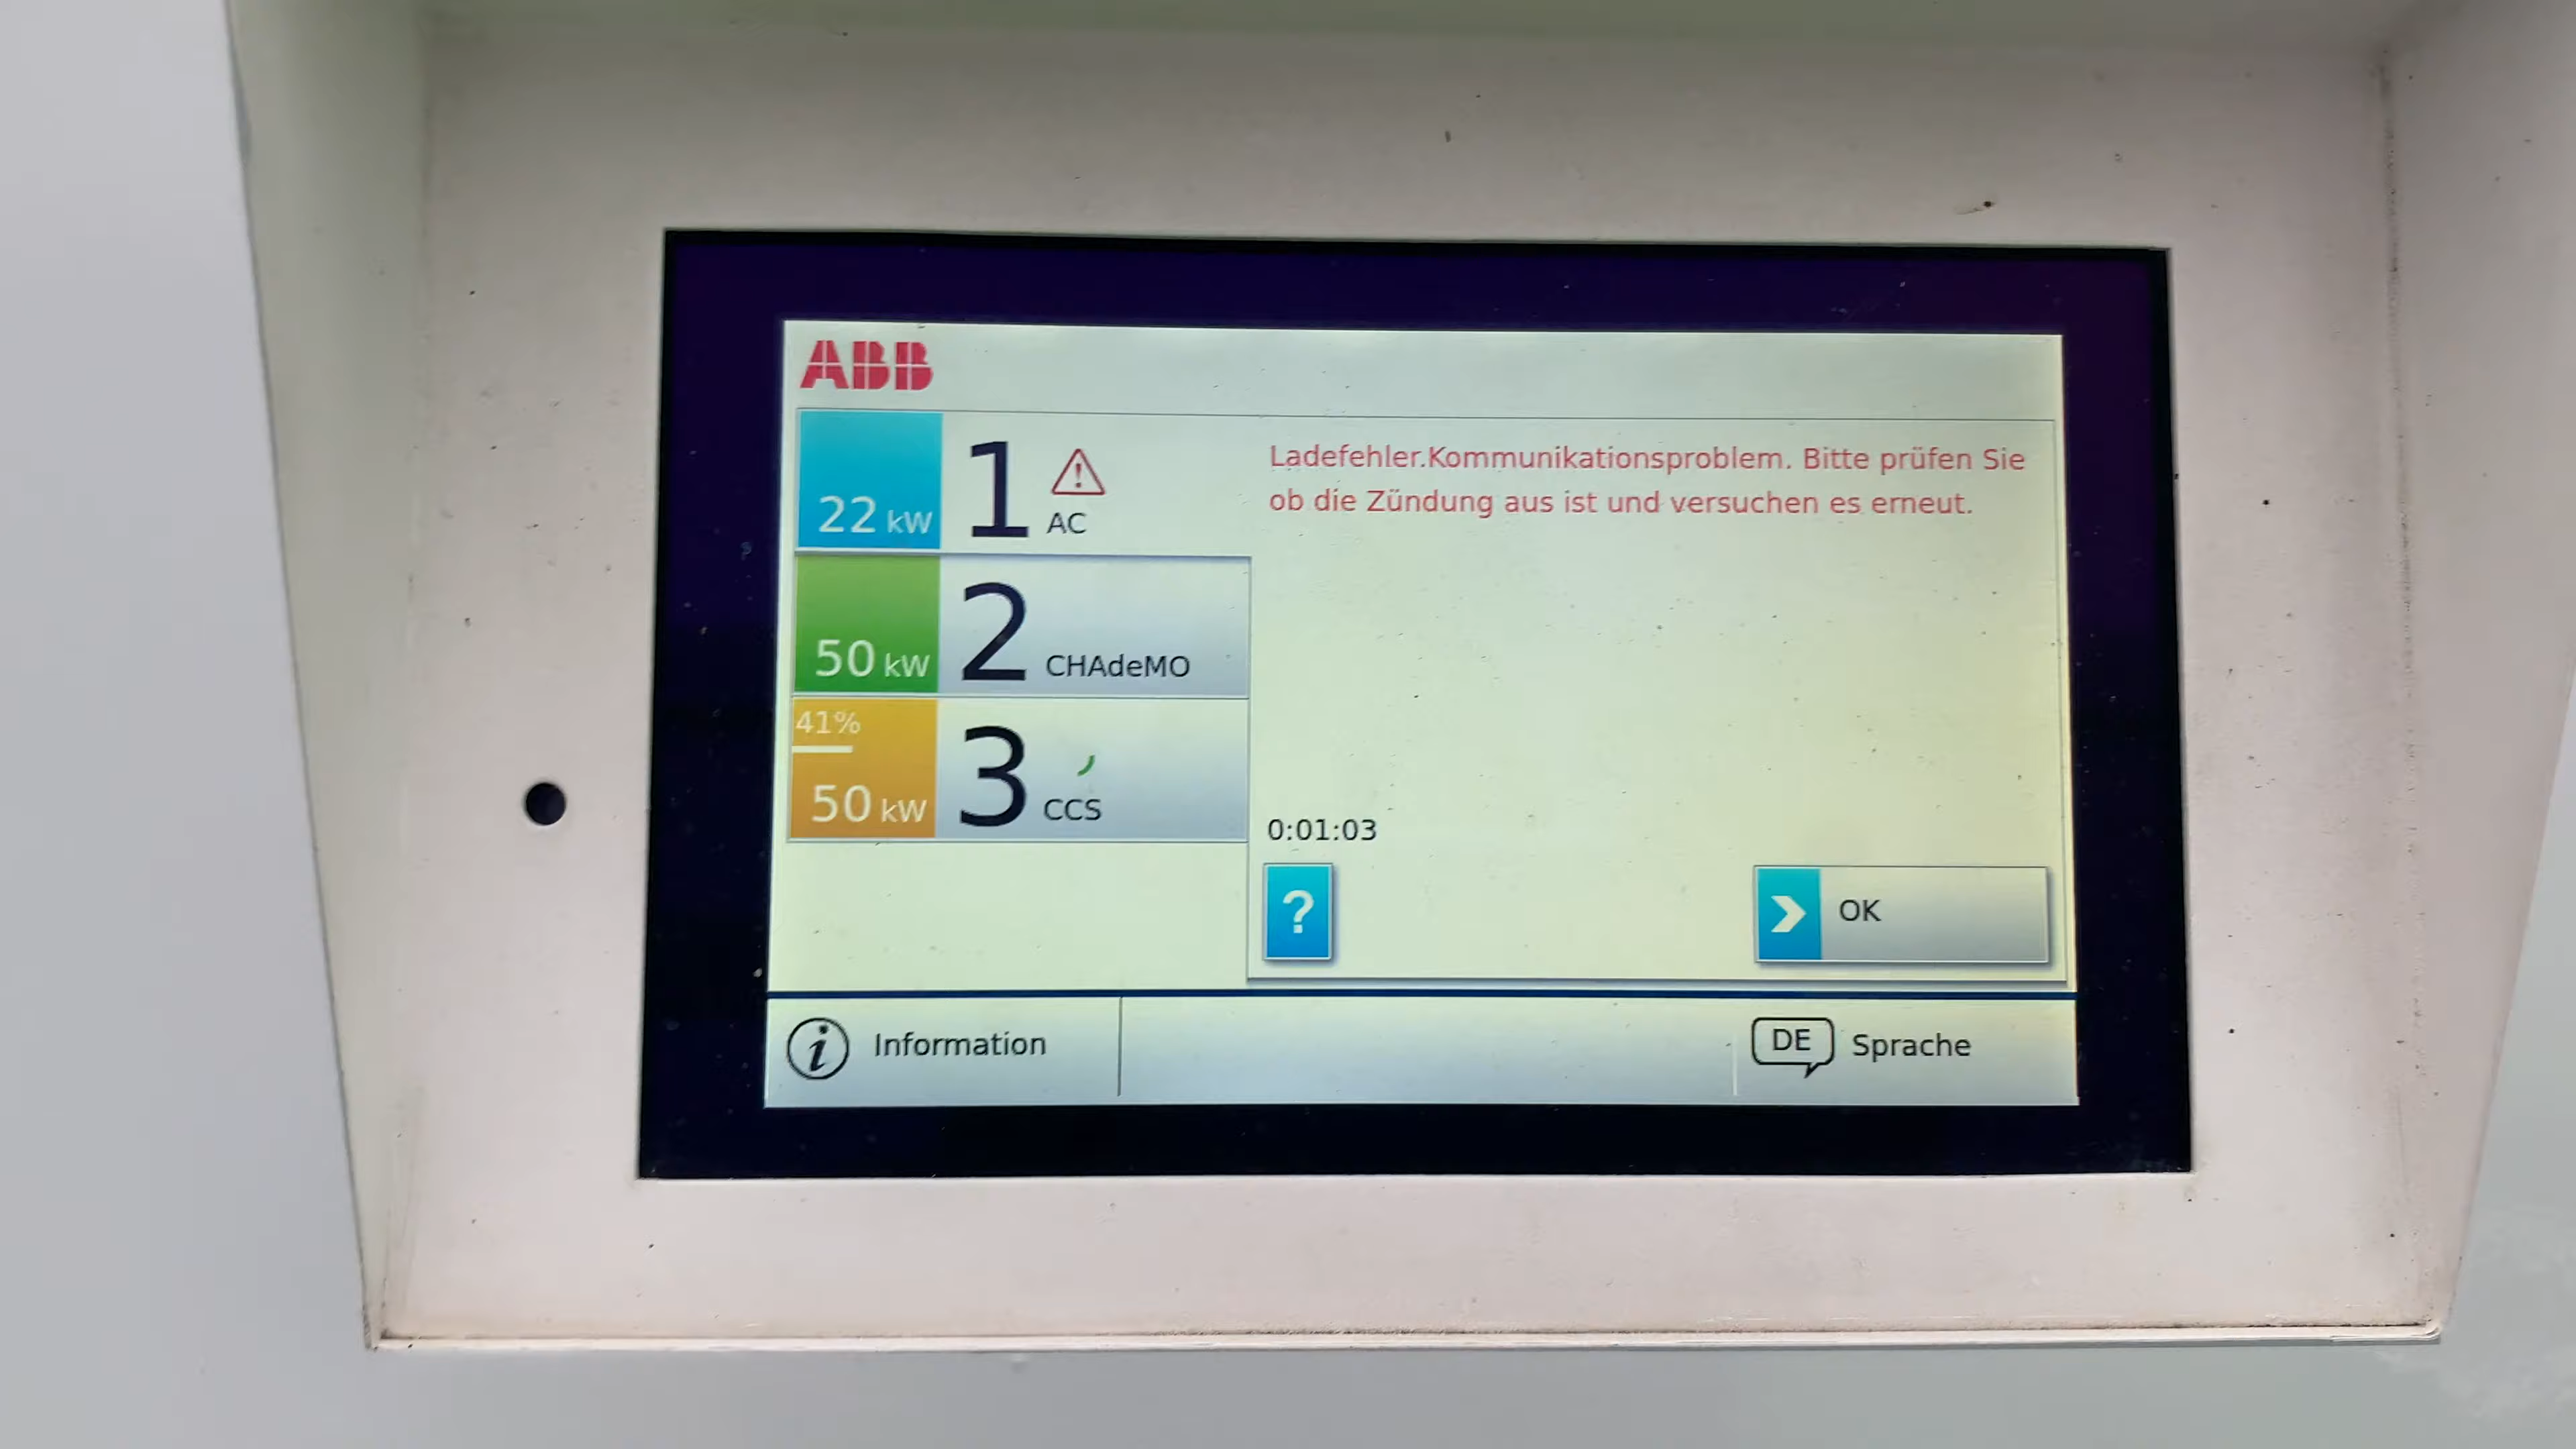 ABB
22 kW
1
AC
Ladefehler.Kommunikationsproblem. Bitte prüfen Sie
ob die Zündung aus ist und versuchen es erneut.
50 kW
2
CHAdeMO
41%
50 kW
3
CCS
0:01:03
?
OK
i Information
DE Sprache